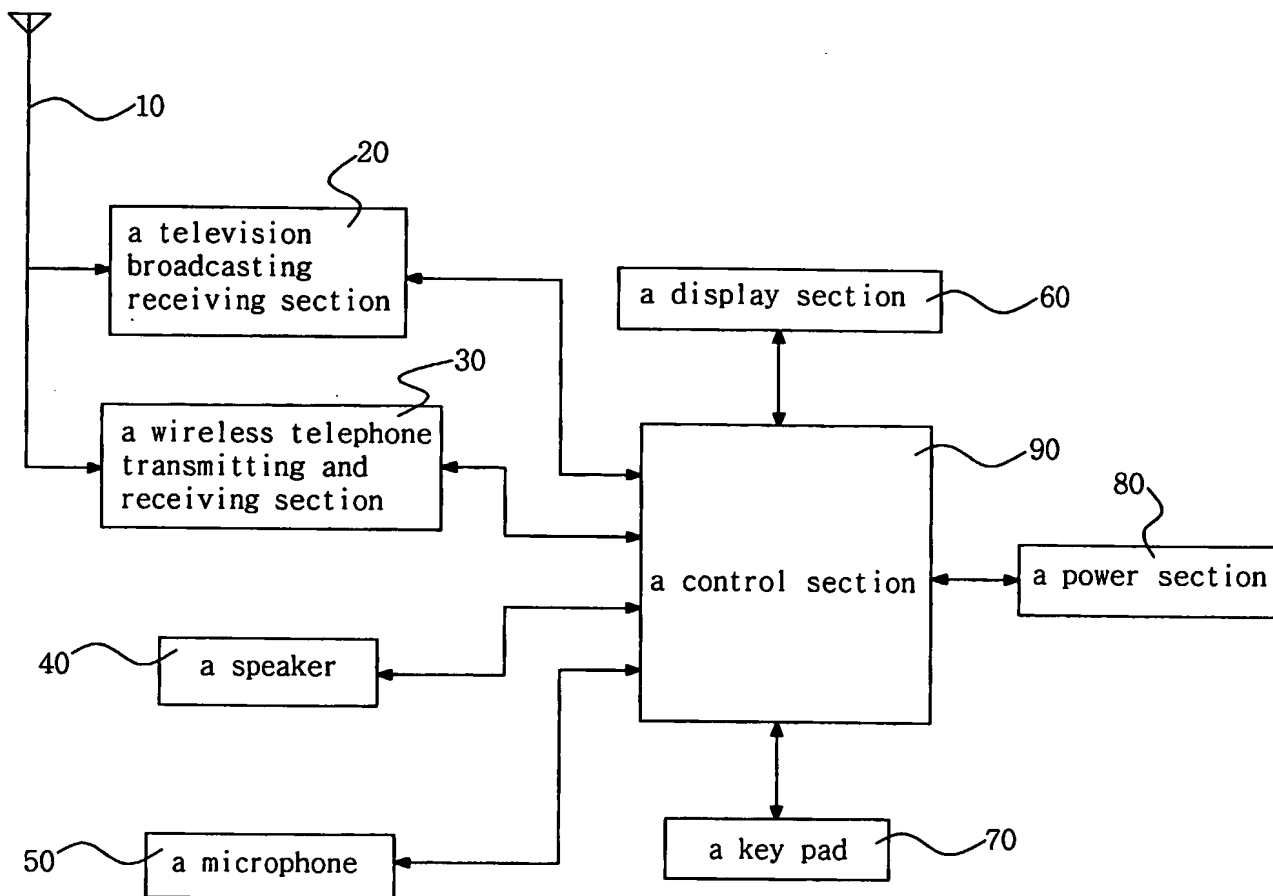 10
20
a television
broadcasting
receiving section
a display section
60
30
a wireless telephone
transmitting and
receiving section
90
80
a control section
a power section
40
a speaker
50
a microphone
a key pad
70